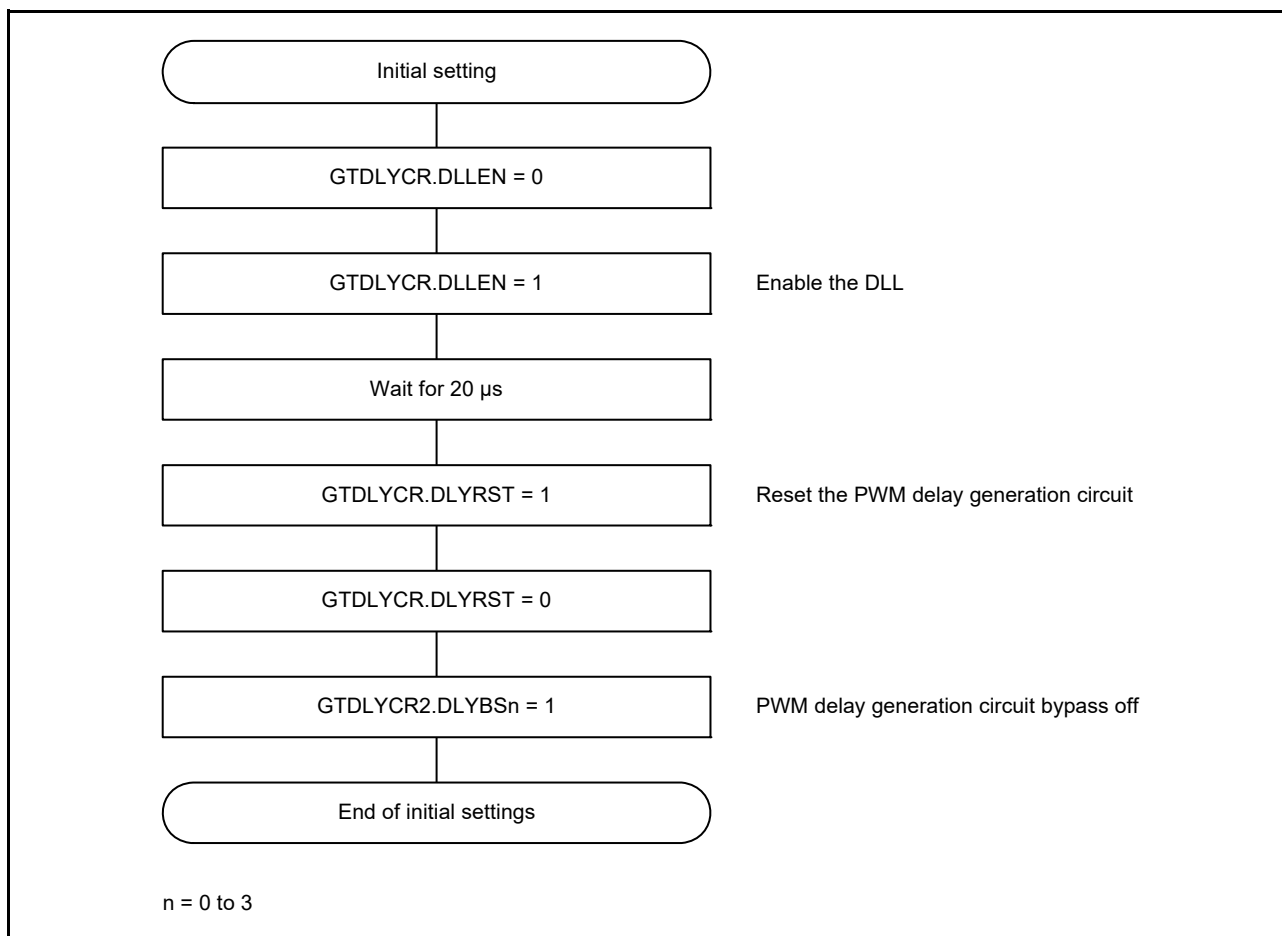 Initial setting
GTDLYCR.DLLEN = 0
GTDLYCR.DLLEN = 1
Enable the DLL
Wait for 20 µs
GTDLYCR.DLYRST = 1
Reset the PWM delay generation circuit
GTDLYCR.DLYRST = 0
GTDLYCR2.DLYBSn = 1
PWM delay generation circuit bypass off
End of initial settings
n = 0 to 3